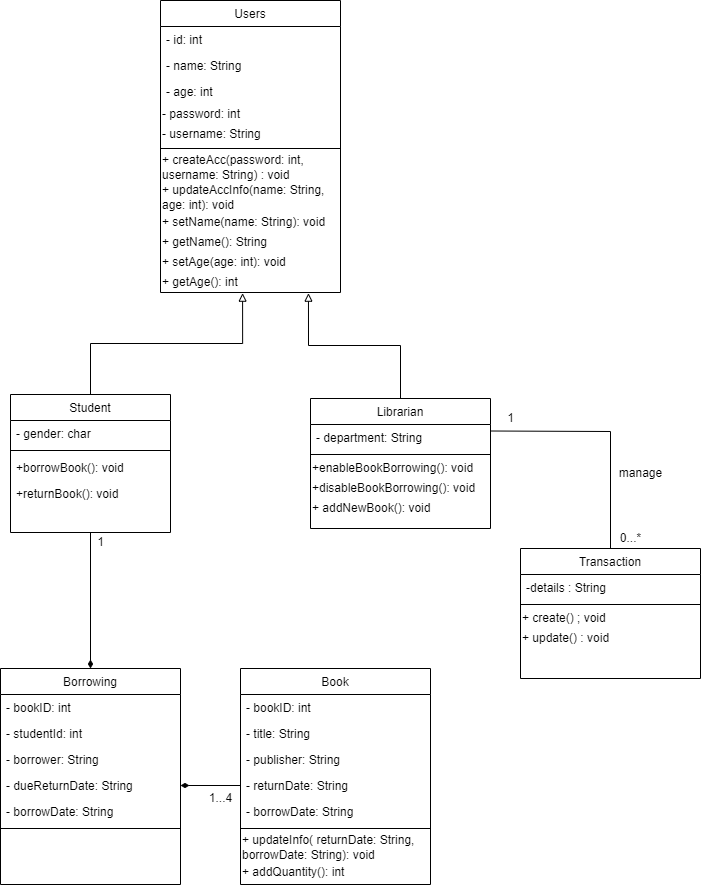 Users
- id: int
- name: String
- age: int
- password: int
- username: String
+ createAcc(password: int,
username: String) : void
+ updateAccInfo(name: String,
age: int): void
+ setName(name: String): void
+ getName(): String
+ setAge(age: int): void
+ getAge(): int
Student
- gender: char
+borrowBook(): void
+returnBook(): void
1
Librarian
- department: String
+enableBookBorrowing(): void
+disableBookBorrowing(): void
+ addNewBook(): void
1
manage
0...*
Transaction
-details : String
+ create() ; void
+ update() : void
Borrowing
- bookID: int
- studentId: int
- borrower: String
- dueReturnDate: String
- borrowDate: String
1...4
Book
- bookID: int
- title: String
- publisher: String
- returnDate: String
- borrowDate: String
+ updateInfo( returnDate: String,
borrowDate: String): void
+ addQuantity(): int